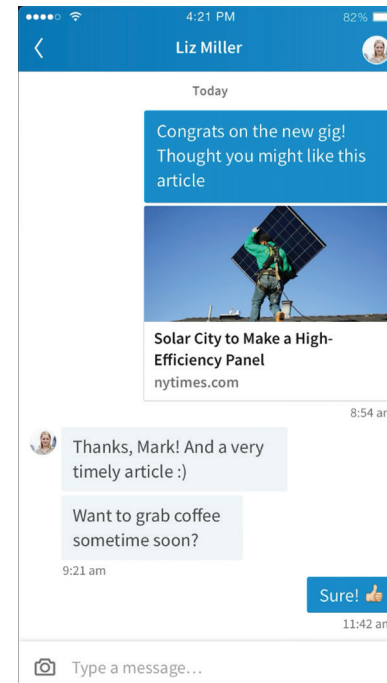 4:21 PM
82%
Liz Miller
Today
Congrats on the new gig!
Thought you might like this
article
Solar City to Make a High-
Efficiency Panel
nytimes.com
8:54 am
Thanks, Mark! And a very
timely article :)
Want to grab coffee
sometime soon?
9:21 am
Sure! 👍🏼
11:42 am
Type a message…